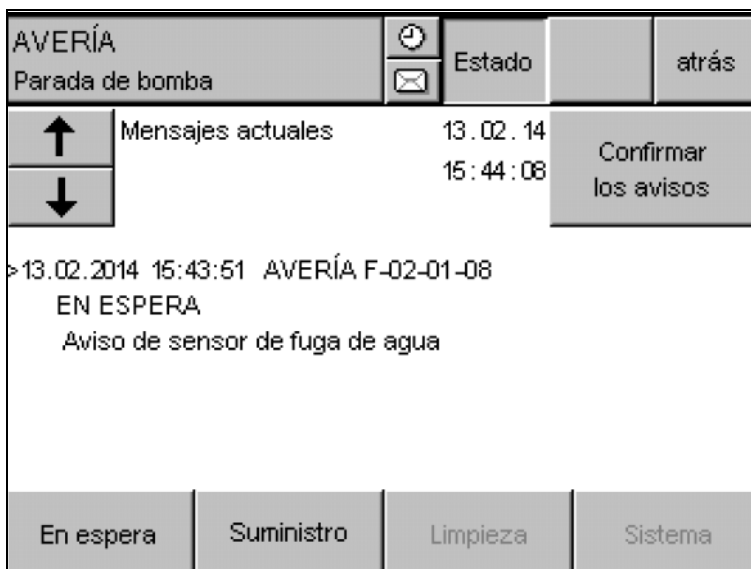 AVERÍA
Parada de bomba
Estado
atrás
Mensajes actuales
13.02.14
15:44:08
Confirmar
los avisos
>13.02.2014 15:43:51 AVERÍA F-02-01-08
EN ESPERA
Aviso de sensor de fuga de agua
En espera
Suministro
Limpieza
Sistema